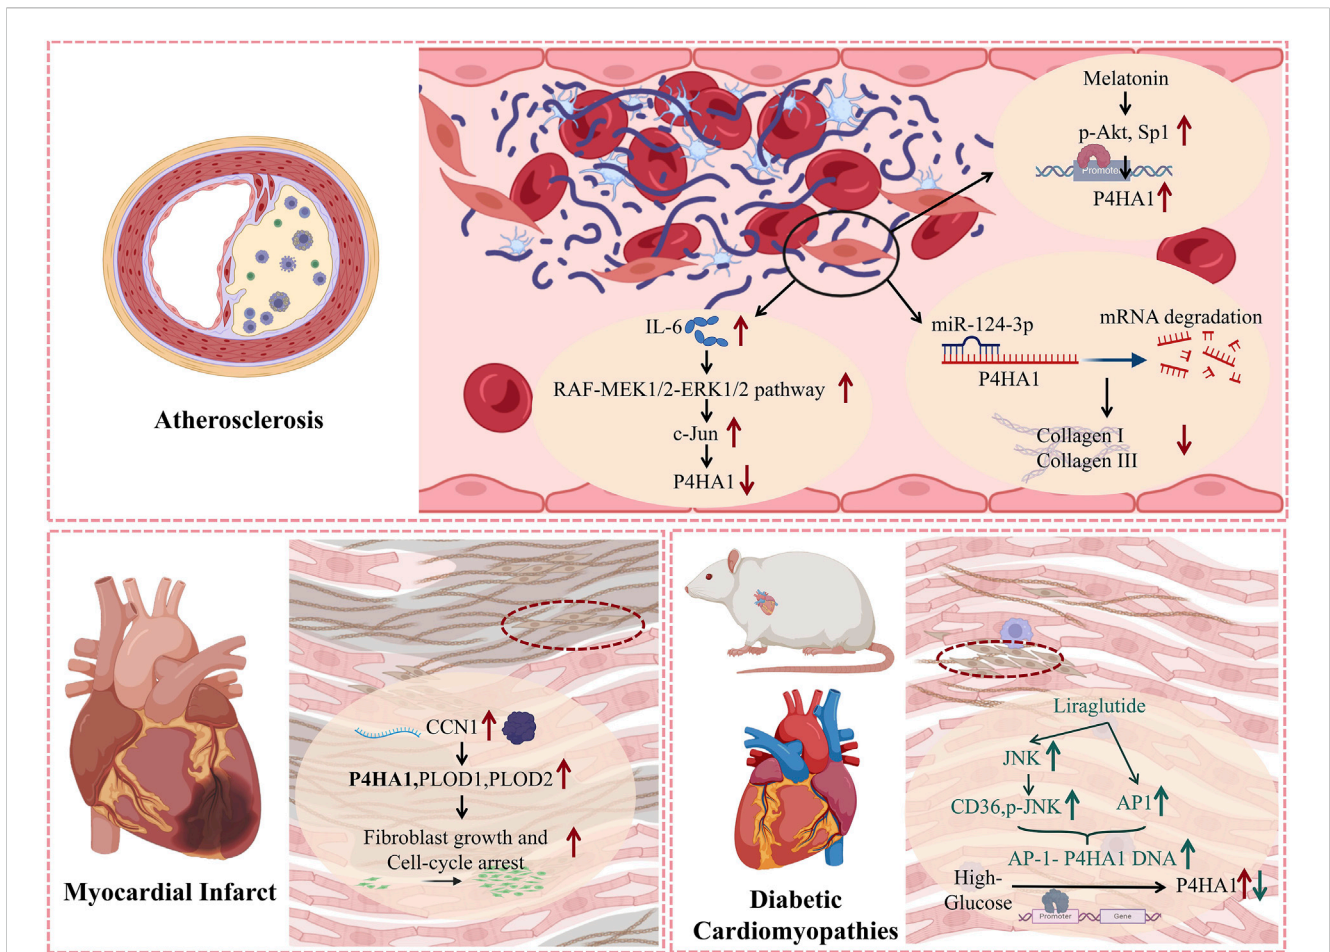 Atherosclerosis
Melatonin
p-Akt, Sp1
Promoter
P4HA1
IL-6
RAF-MEK1/2-ERK1/2 pathway
c-Jun
P4HA1
miR-124-3p
mRNA degradation
P4HA1
Collagen I
Collagen III
Myocardial Infarct
CCN1
P4HA1,PLOD1,PLOD2
Fibroblast growth and
Cell-cycle arrest
Diabetic
Cardiomyopathies
Liraglutide
JNK
CD36,p-JNK
AP1
AP-1- P4HA1 DNA
High-
Glucose
P4HA1
Promoter
Gene